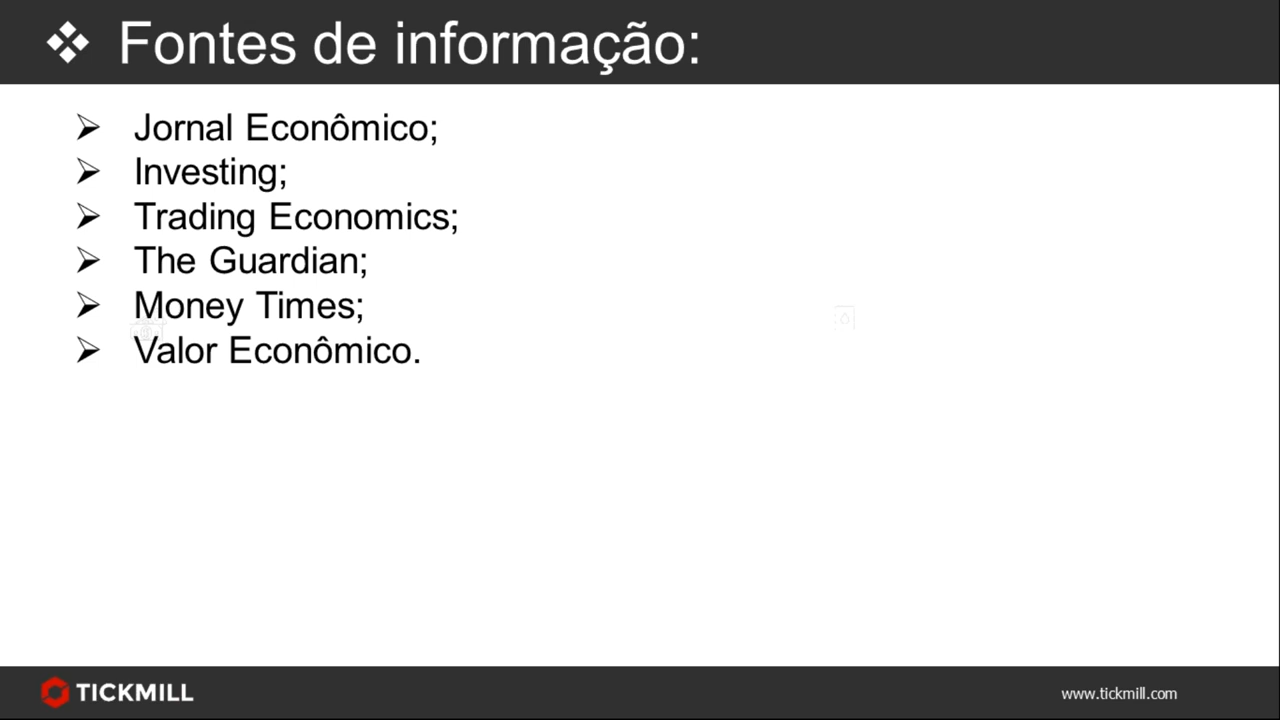 Fontes de informação:
Jornal Econômico;
Investing;
Trading Economics;
The Guardian;
Money Times;
Valor Econômico.
TICKMILL
www.tickmill.com